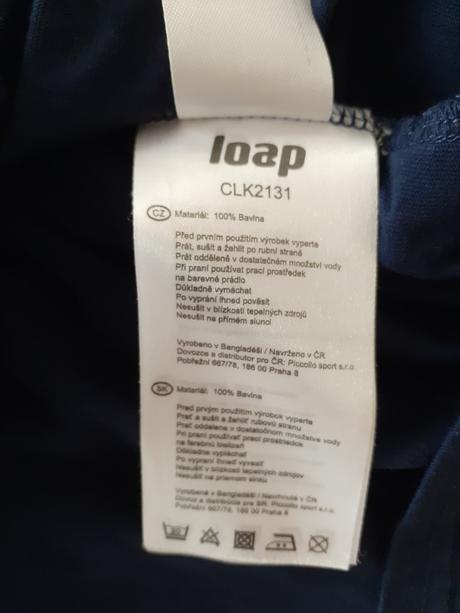 loap
CLK2131
CZ Materiál: 100% Bavlna
Před prvním použitím výrobek vyperte
Prát, sušit a žehlit po rubní straně
Prát odděleně v dostatečném množství vody
Při praní používat prací prostředek
na barevné prádlo
Důkladně vymáchat
Po vyprání ihned pověsit
Nesušit v blízkosti tepelných zdrojů
Nesušit na přímém slunci
Vyrobeno v Bangladéši / Navrženo v ČR
Dovozce a distributor pro ČR: Piccollo sport s.r.o.
Pobřežní 667/78, 186 00 Praha 8
SK Materiál: 100% Bavlna
Pred prvým použitím výrobok vyperte
Prať a sušiť a žehliť rubovú stranu
Prať oddelene v dostatočnom množstve vody
Pri praní používať prací prostriedok
na farebnú bielizeň
Dôkladne vypláchať
Po vypraní ihneď vyvesiť
Nesušiť v blízkosti tepelných zdrojov
Nesušiť na priamom slnku
Vyrobené v Bangladéši / Navrhnuté v ČR
Dovoz a distribúcia pre SR: Piccollo sport s.r.o.
Pobřežní 667/78, 186 00 Praha 8
30